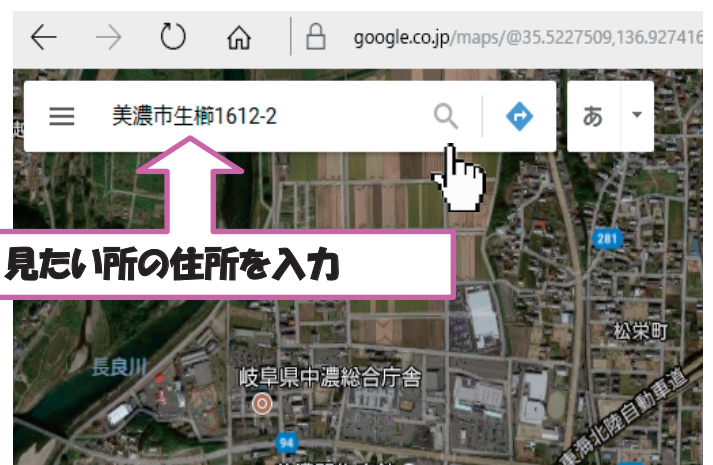 google.co.jp/maps/@35.5227509,136.927416
美濃市生櫛1612-2
あ
見たい所の住所を入力
281
松栄町
長良川
岐阜県中濃総合庁舎
東海北陸自動車道
94